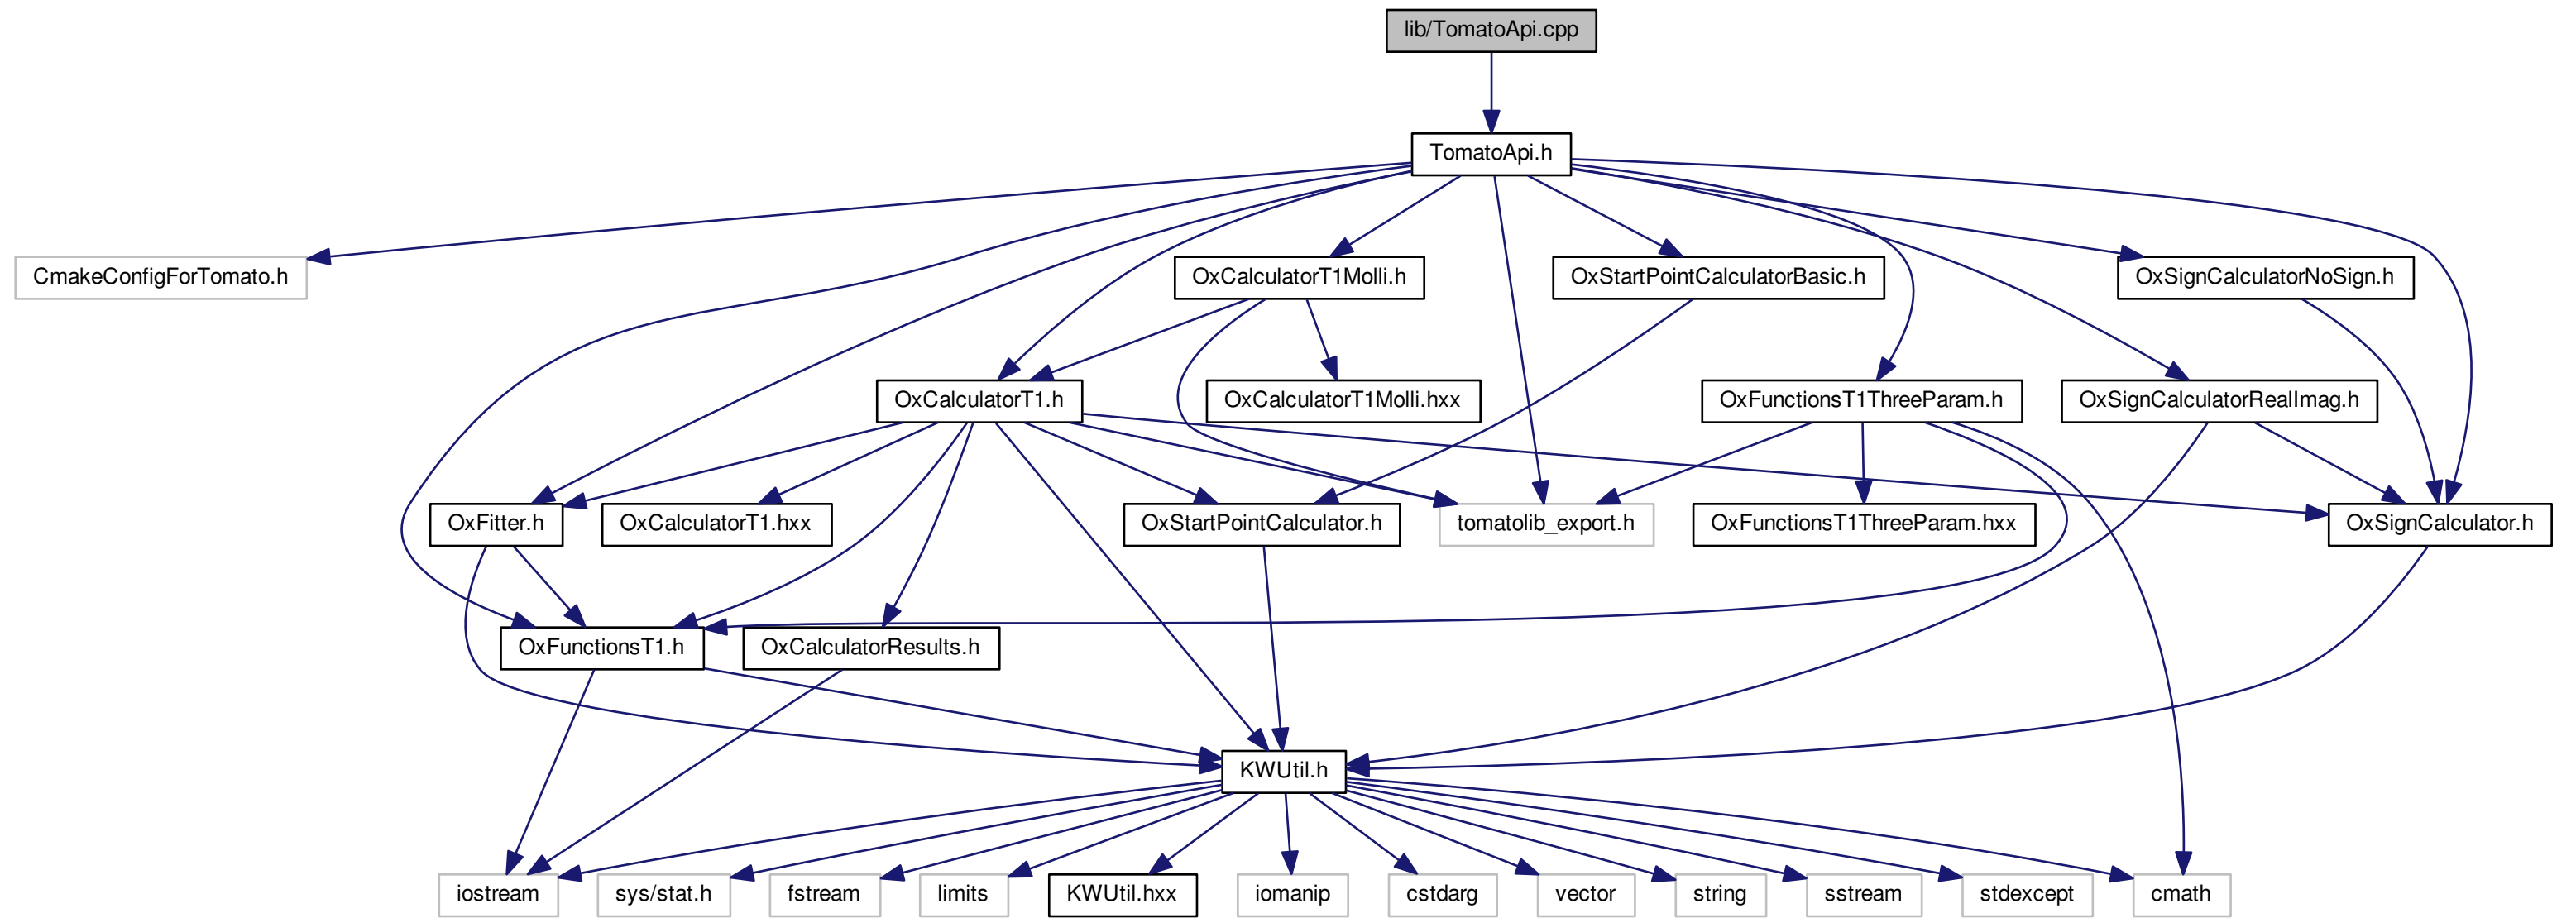 lib/TomatoApi.cpp
TomatoApi.h
CmakeConfigForTomato.h
OxCalculatorT1Molli.h
OxStartPointCalculatorBasic.h
OxSignCalculatorNoSign.h
OxCalculatorT1.h
OxCalculatorT1Molli.hxx
OxFunctionsT1ThreeParam.h
OxSignCalculatorRealImag.h
OxFitter.h
OxCalculatorT1.hxx
OxStartPointCalculator.h
tomatolib_export.h
OxFunctionsT1ThreeParam.hxx
OxSignCalculator.h
OxFunctionsT1.h
OxCalculatorResults.h
KWUtil.h
iostream
sys/stat.h
fstream
limits
KWUtil.hxx
iomanip
cstdarg
vector
string
sstream
stdexcept
cmath